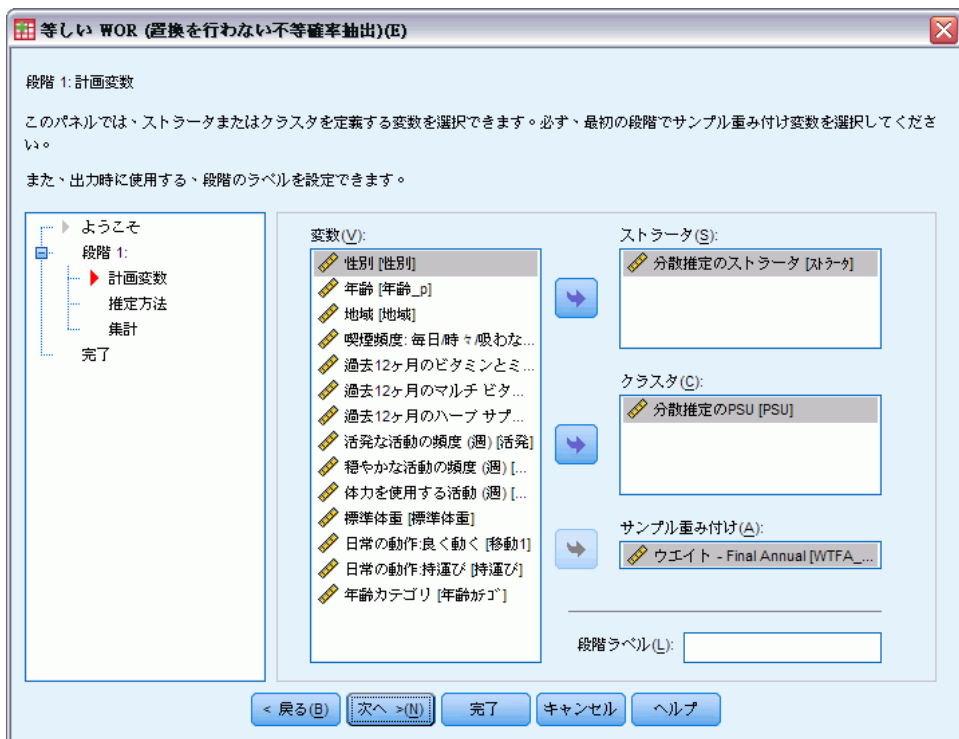 等しい WOR (置換を行わない不等確率抽出)(E)
段階 1: 計画変数
このパネルでは、ストラータまたはクラスタを定義する変数を選択できます。必ず、最初の段階でサンプル重み付け変数を選択してくださ
い。
また、出力時に使用する、段階のラベルを設定できます。
ようこそ
段階 1:
計画変数
推定方法
集計
完了
変数(V):
性別 [性別]
年齢 [年齢_p]
地域 [地域]
喫煙頻度: 毎日/時々/吸わな...
過去12ヶ月のビタミンとミ...
過去12ヶ月のマルチ ビタ...
過去12ヶ月のハーブ サプ...
活発な活動の頻度 (週) [活発]
穏やかな活動の頻度 (週) [...
体力を使用する活動 (週) [...
標準体重 [標準体重]
日常の動作:良く動く [移動1]
日常の動作:持運び [持運び]
年齢カテゴリ [年齢ｶﾃｺﾞﾘ]
ストラータ(S):
分散推定のストラータ [ｽﾄﾗｰﾀ]
クラスタ(C):
分散推定のPSU [PSU]
サンプル重み付け(A):
ウエイト - Final Annual [WTFA_...
段階ラベル(L):
< 戻る(B)
次へ >(N)
完了
キャンセル
ヘルプ